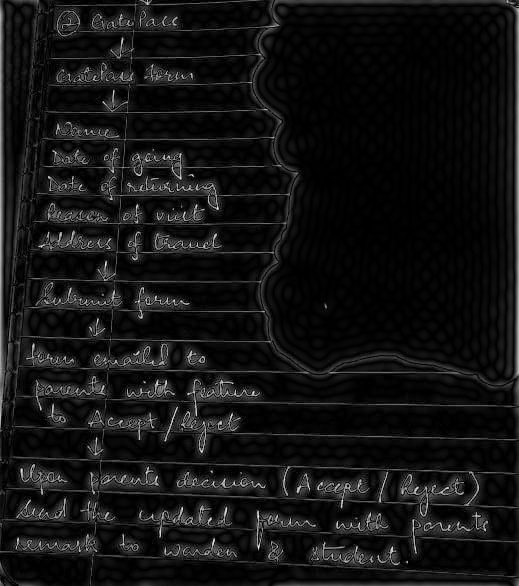 ② GatePass
↓
GatePass form
↓
Name
Date of going
Date of returning
Reason of visit
Address of travel
↓
Submit form
↓
form emailed to
parents with feature
to Accept / Reject
↓
Upon parents decision (Accept / Reject)
send the updated form with parents
remark to warden & student.